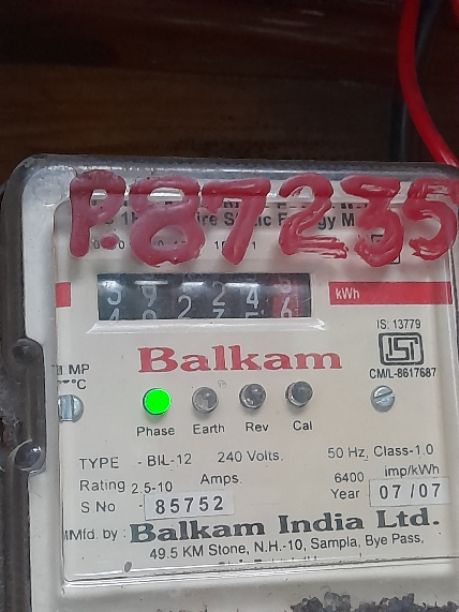 P.87235
kWh
IS: 13779
Balkam
CM/L-8617687
Phase Earth Rev Cal
TYPE - BIL-12 240 Volts. 50 Hz, Class-1.0
Rating 2.5-10 Amps. 6400 imp/kWh
S No - 85752 Year 07/07
Mfd. by : Balkam India Ltd.
49.5 KM Stone, N.H.-10, Sampla, Bye Pass,